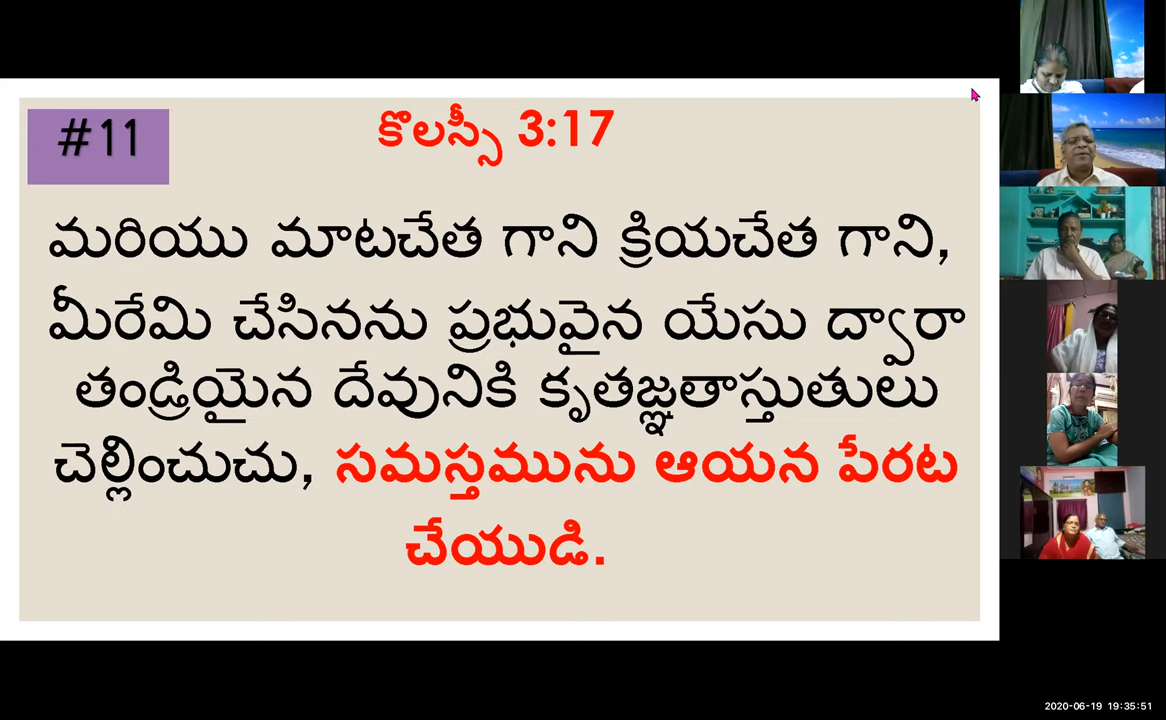 #11
కొలస్సీ 3:17
మరియు మాటచేత గాని క్రియచేత గాని,
మీరేమి చేసినను ప్రభువైన యేసు ద్వారా
తండ్రియైన దేవునికి కృతజ్ఞతాస్తుతులు
చెల్లించుచు, సమస్తమును ఆయన పేరట
చేయుడి.
2020-06-19 19:35:51